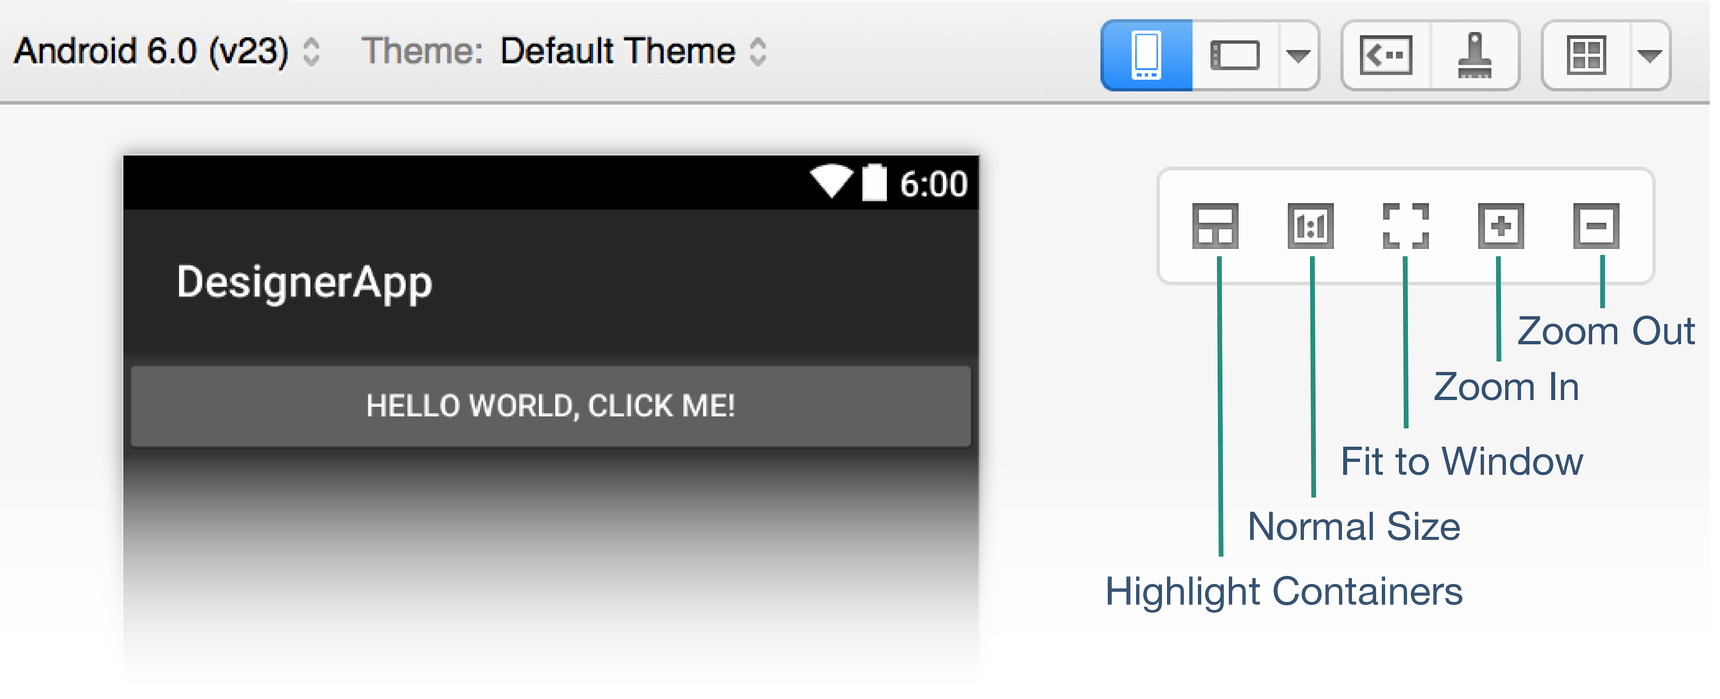 Android 6.0 (v23) Theme: Default Theme
6:00
DesignerApp
HELLO WORLD, CLICK ME!
1:1
Zoom Out
Zoom In
Fit to Window
Normal Size
Highlight Containers